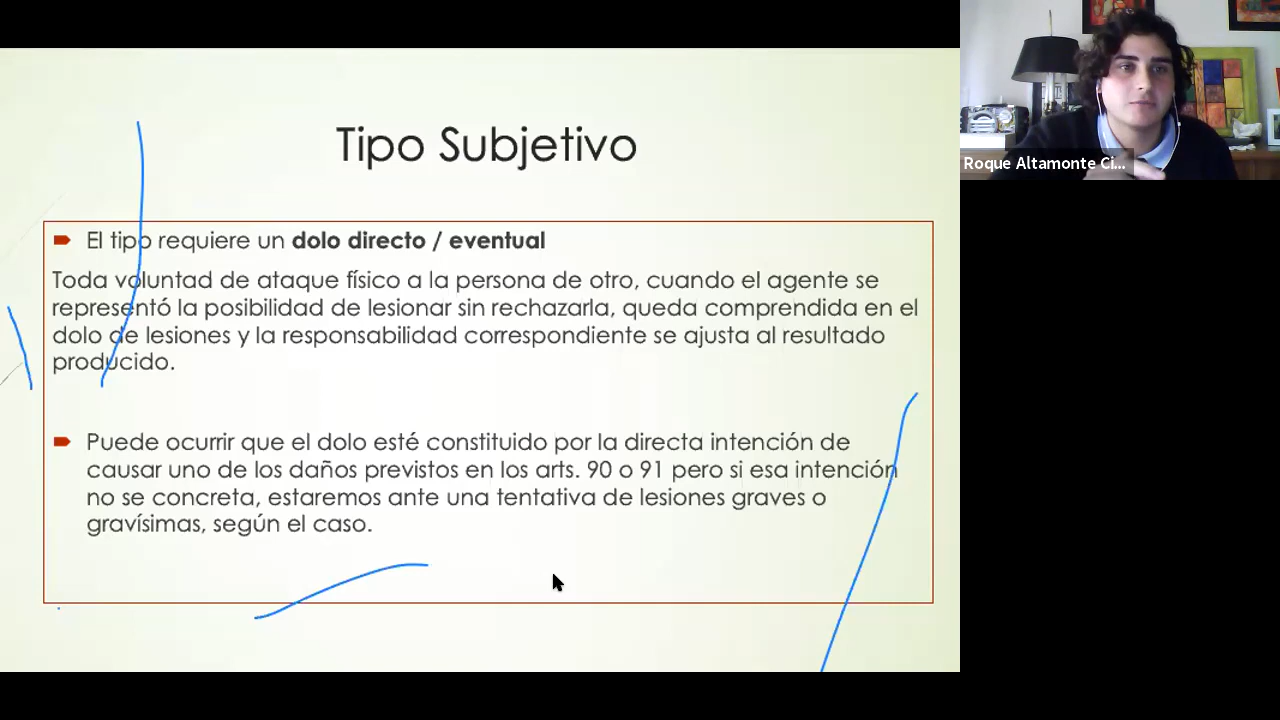 Tipo Subjetivo
El tipo requiere un dolo directo / eventual
Toda voluntad de ataque físico a la persona de otro, cuando el agente se
representó la posibilidad de lesionar sin rechazarla, queda comprendida en el
dolo de lesiones y la responsabilidad correspondiente se ajusta al resultado
producido.
Puede ocurrir que el dolo esté constituido por la directa intención de
causar uno de los daños previstos en los arts. 90 o 91 pero si esa intención
no se concreta, estaremos ante una tentativa de lesiones graves o
gravísimas, según el caso.
Roque Altamonte Ci...